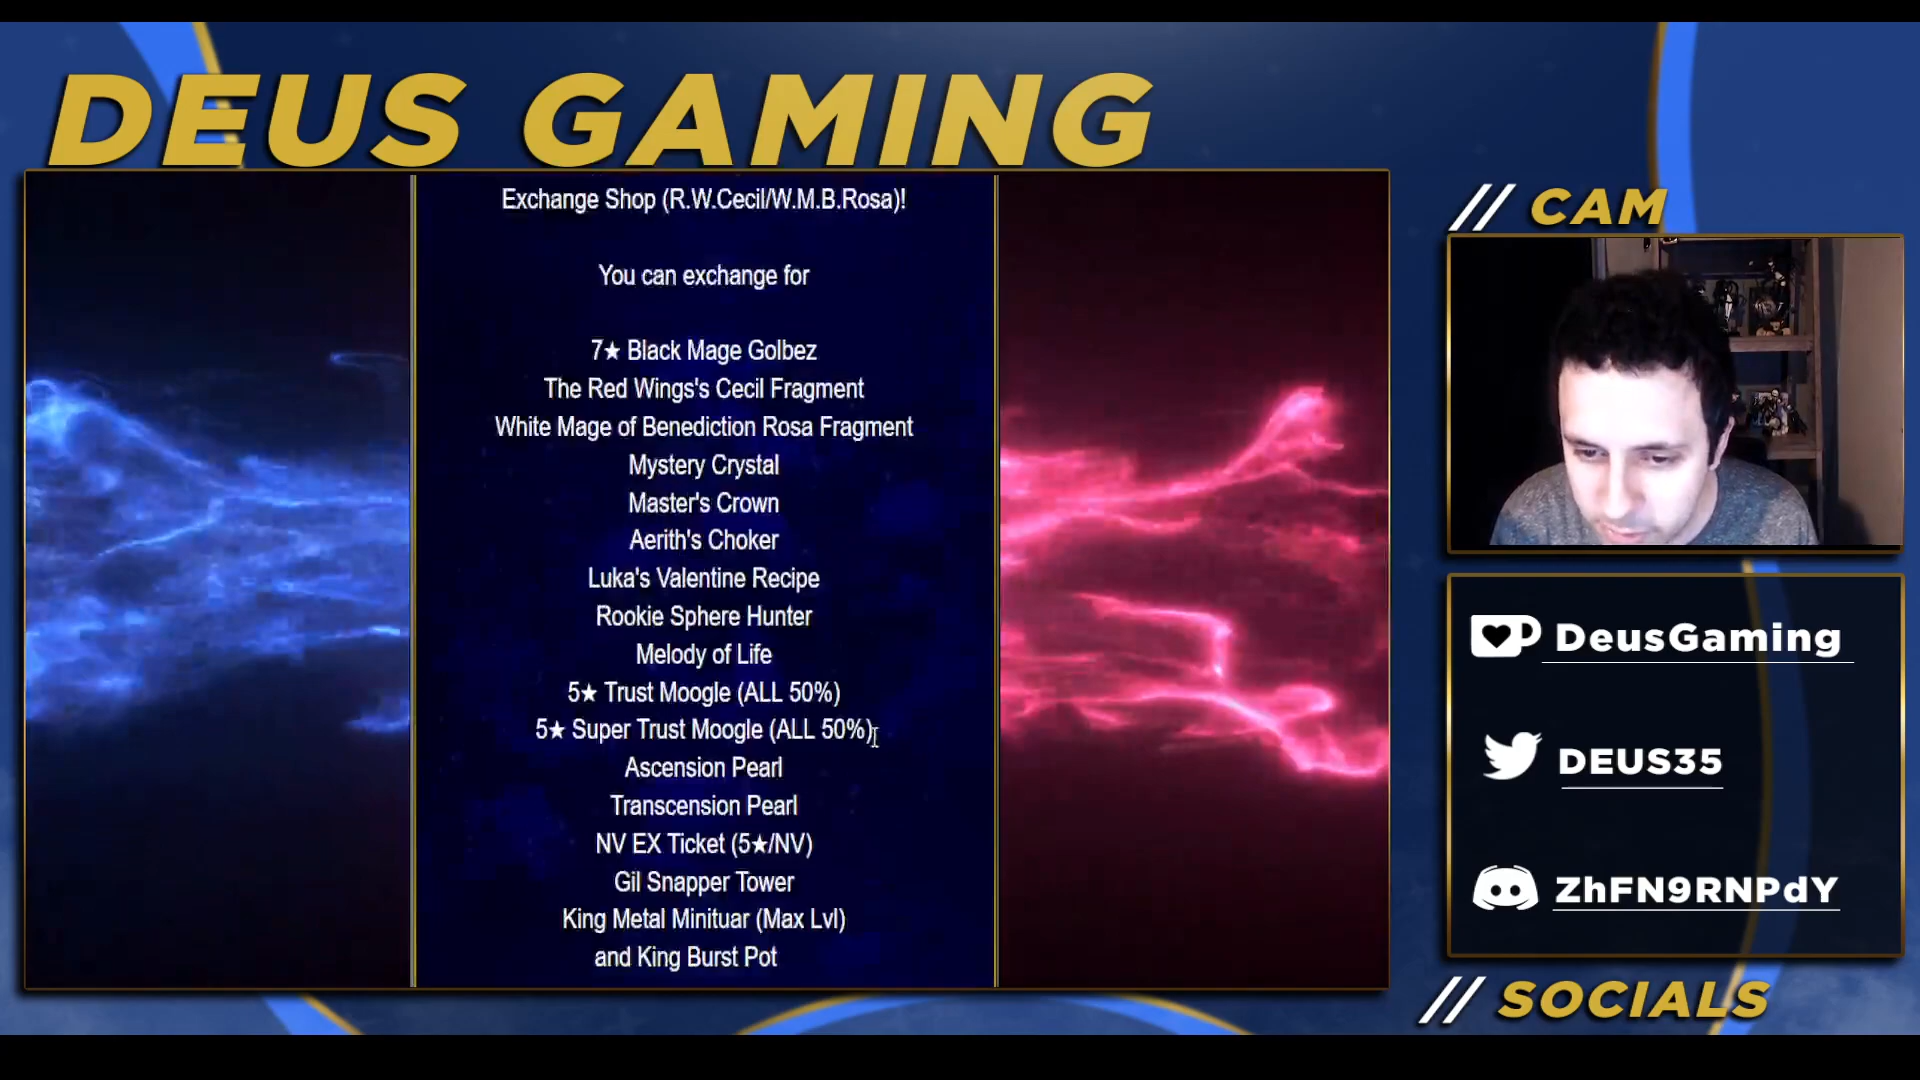 DEUS GAMING
Exchange Shop (R.W.Cecil/W.M.B.Rosa)!
You can exchange for
7★ Black Mage Golbez
The Red Wings's Cecil Fragment
White Mage of Benediction Rosa Fragment
Mystery Crystal
Master's Crown
Aerith's Choker
Luka's Valentine Recipe
Rookie Sphere Hunter
Melody of Life
5★ Trust Moogle (ALL 50%)
5★ Super Trust Moogle (ALL 50%)
Ascension Pearl
Transcension Pearl
NV EX Ticket (5★/NV)
Gil Snapper Tower
King Metal Minituar (Max Lvl)
and King Burst Pot
// CAM
DeusGaming
DEUS35
ZhFN9RNPdY
// SOCIALS